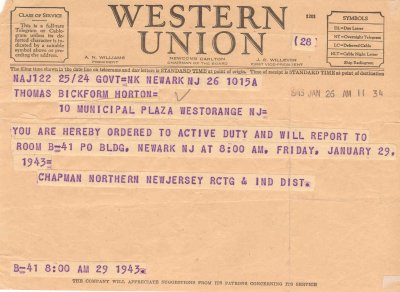 CLASS OF SERVICE
This is a full-rate Telegram or Cablegram unless its deferred character is indicated by a suitable symbol above or preceding the address.
WESTERN
UNION
1201
(26)
SYMBOLS
DL=Day Letter
NL=Night Letter
LC=Deferred Cable
NLT=Cable Night Letter
Ship Radiogram
A. N. WILLIAMS
PRESIDENT
NEWCOMB CARLTON
CHAIRMAN OF THE BOARD
J. C. WILLEVER
FIRST VICE-PRESIDENT
The filing time shown in the date line on telegrams and day letters is STANDARD TIME at point of origin. Time of receipt is STANDARD TIME at point of destination
NAJ122 25/24 GOVT=NK NEWARK NJ 26 1015A
THOMAS BICKFORM HORTON=
943 JAN 26 AM 11 34
10 MUNICIPAL PLAZA WESTORANGE NJ=
YOU ARE HEREBY ORDERED TO ACTIVE DUTY AND WILL REPORT TO
ROOM B=41 PO BLDG. NEWARK NJ AT 8:00 AM, FRIDAY, JANUARY 29,
1943=
CHAPMAN NORTHERN NEWJERSEY RCTG & IND DIST.
B=41 8:00 AM 29 1943.
THE COMPANY WILL APPRECIATE SUGGESTIONS FROM ITS PATRONS CONCERNING ITS SERVICE